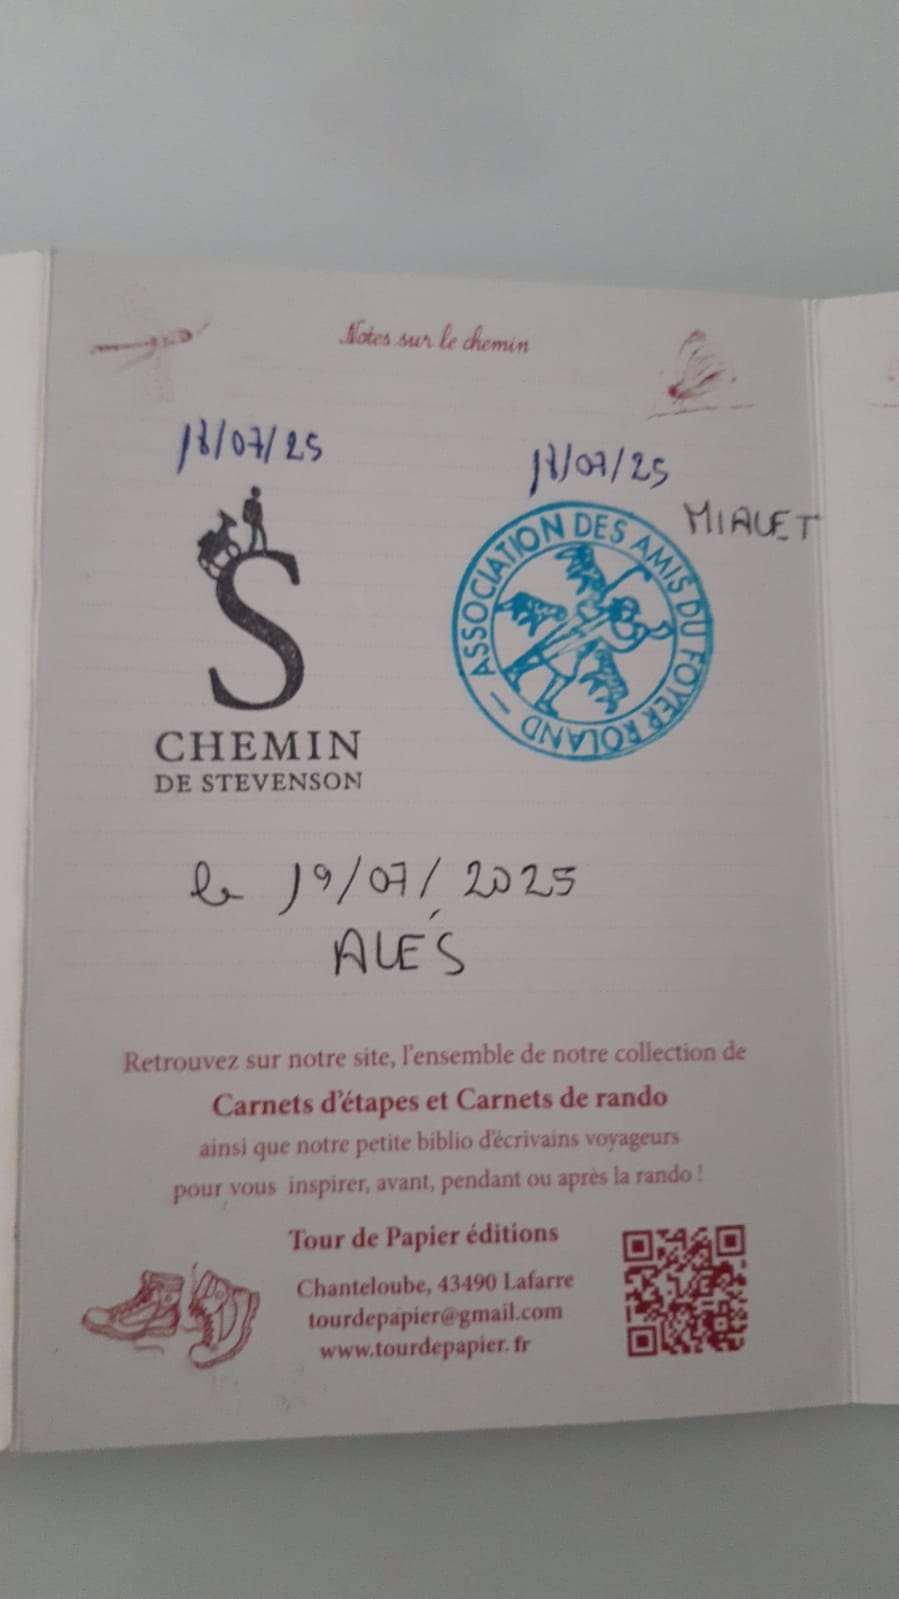 Notes sur le chemin
18/07/25
18/07/25
MIALET
CHEMIN
DE STEVENSON
ASSOCIATION DES AMIS DU FOYER ROLAND
le 19/07/2025
ALÉS
Retrouvez sur notre site, l'ensemble de notre collection de
Carnets d'étapes et Carnets de rando
ainsi que notre petite biblio d'écrivains voyageurs
pour vous inspirer, avant, pendant ou après la rando !
Tour de Papier éditions
Chanteloube, 43490 Lafarre
tourdepapier@gmail.com
www.tourdepapier. fr